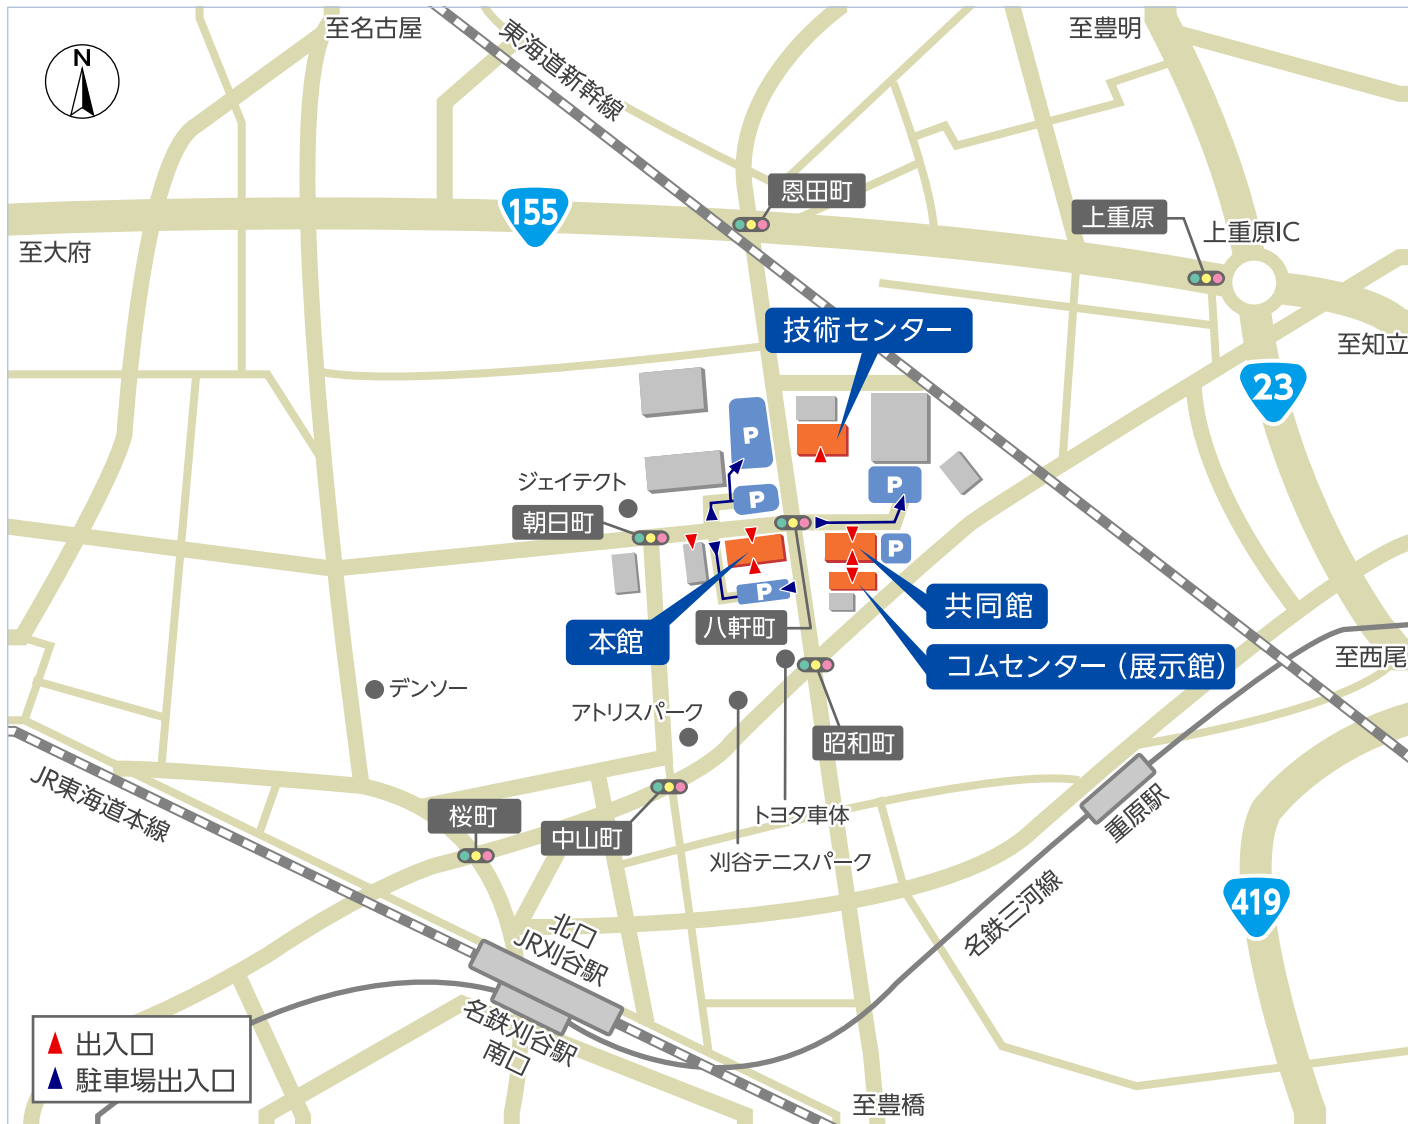 至名古屋
至豊明
N
東海道新幹線
恩田町
155
上重原
上重原IC
至大府
技術センター
至知立
23
P
P
P
ジェイテクト
朝日町
P
P
共同館
八軒町
本館
コムセンター（展示館）
至西尾
デンソー
アトリスパーク
昭和町
JR東海道本線
桜町
中山町
トヨタ車体
重原駅
刈谷テニスパーク
419
名鉄三河線
北口
JR刈谷駅
名鉄刈谷駅
南口
出入口
駐車場出入口
至豊橋